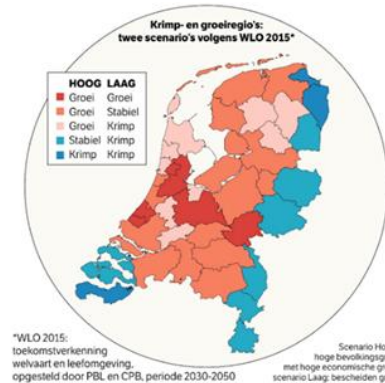 Krimp- en groeiregio's:
twee scenario's volgens WLO 2015*
HOOG LAAG
Groei Groei
Groei Stabiel
Groei Krimp
Stabiel Krimp
Krimp Krimp
*WLO 2015:
toekomstverkenning
welvaart en leefomgeving,
opgesteld door PBL en CPB, periode 2030-2050
Scenario Ho
hoge bevolkingsg
met hoge economische g
scenario Laag: bescheiden g